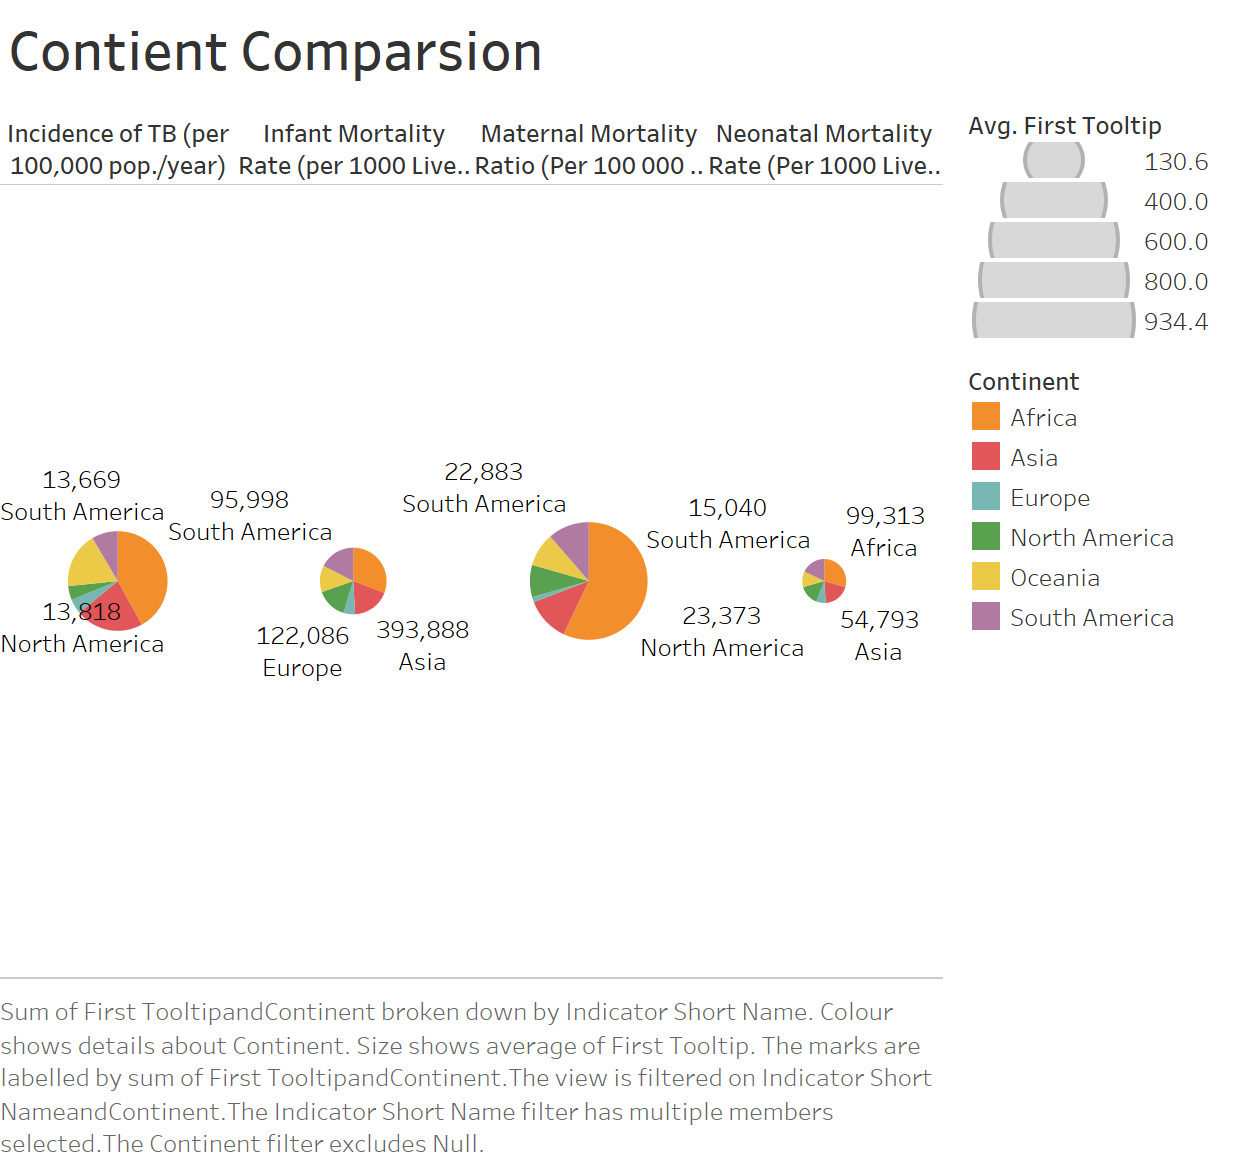 Contient Comparsion
Incidence of TB (per
100,000 pop./year)
Infant Mortality
Rate (per 1000 Live..
Maternal Mortality
Ratio (Per 100 000 ..
Neonatal Mortality
Rate (Per 1000 Live..
13,669
South America
13,818
North America
95,998
South America
122,086
Europe
393,888
Asia
22,883
South America
23,373
North America
15,040
South America
99,313
Africa
54,793
Asia
Avg. First Tooltip
130.6
400.0
600.0
800.0
934.4
Continent
Africa
Asia
Europe
North America
Oceania
South America
Sum of First TooltipandContinent broken down by Indicator Short Name. Colour
shows details about Continent. Size shows average of First Tooltip. The marks are
labelled by sum of First TooltipandContinent.The view is filtered on Indicator Short
NameandContinent.The Indicator Short Name filter has multiple members
selected.The Continent filter excludes Null.